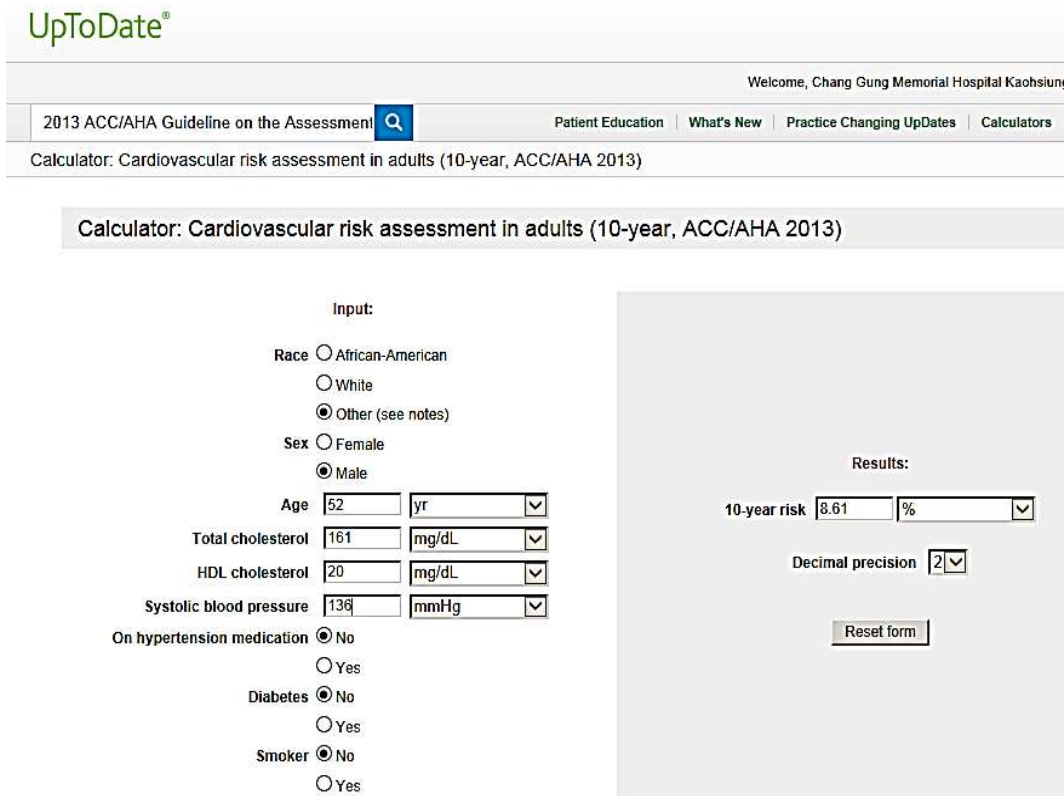 UpToDate®
Welcome, Chang Gung Memorial Hospital Kaohsiung
2013 ACC/AHA Guideline on the Assessment
Patient Education | What's New | Practice Changing UpDates | Calculators
Calculator: Cardiovascular risk assessment in adults (10-year, ACC/AHA 2013)
Calculator: Cardiovascular risk assessment in adults (10-year, ACC/AHA 2013)
Input:
Race African-American
White
Other (see notes)
Sex Female
Male
Age 52 yr
Total cholesterol 161 mg/dL
HDL cholesterol 20 mg/dL
Systolic blood pressure 136 mmHg
On hypertension medication No
Yes
Diabetes No
Yes
Smoker No
Yes
Results:
10-year risk 8.61 %
Decimal precision 2
Reset form